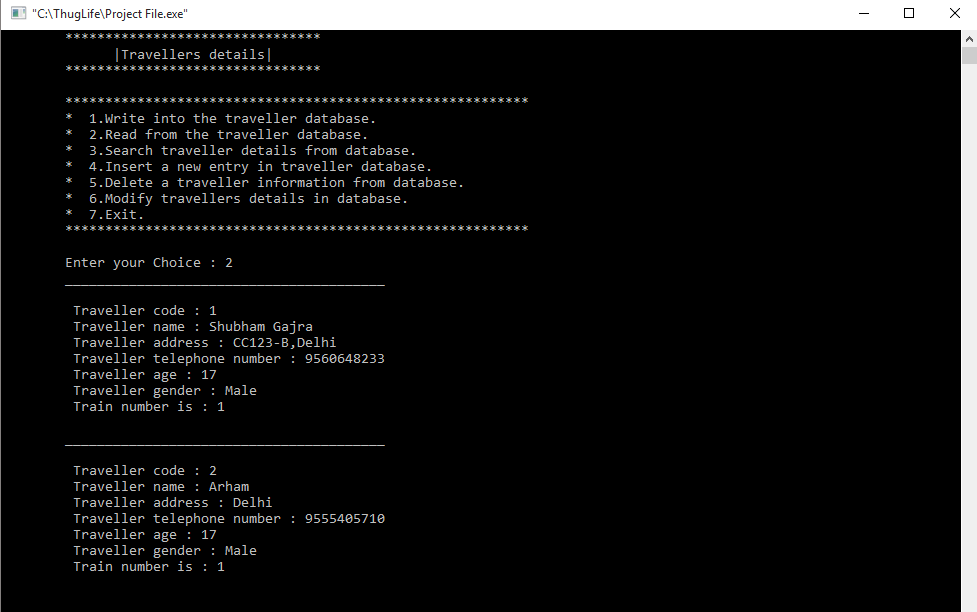 "C:\ThugLife\Project File.exe"
********************************
|Travellers details|
********************************
**********************************************************
* 1.Write into the traveller database.
* 2.Read from the traveller database.
* 3.Search traveller details from database.
* 4.Insert a new entry in traveller database.
* 5.Delete a traveller information from database.
* 6.Modify travellers details in database.
* 7.Exit.
**********************************************************
Enter your Choice : 2
________________________________________
Traveller code : 1
Traveller name : Shubham Gajra
Traveller address : CC123-B,Delhi
Traveller telephone number : 9560648233
Traveller age : 17
Traveller gender : Male
Train number is : 1
________________________________________
Traveller code : 2
Traveller name : Arham
Traveller address : Delhi
Traveller telephone number : 9555405710
Traveller age : 17
Traveller gender : Male
Train number is : 1